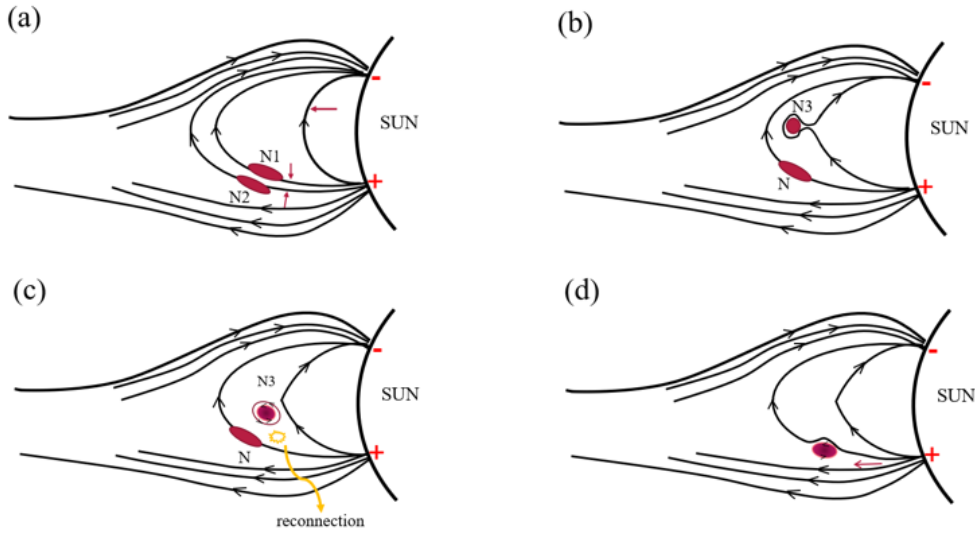 (a)
-
SUN
N1
N2
+
(b)
-
N3
SUN
N
+
(c)
-
N3
SUN
N
+
reconnection
(d)
-
SUN
+